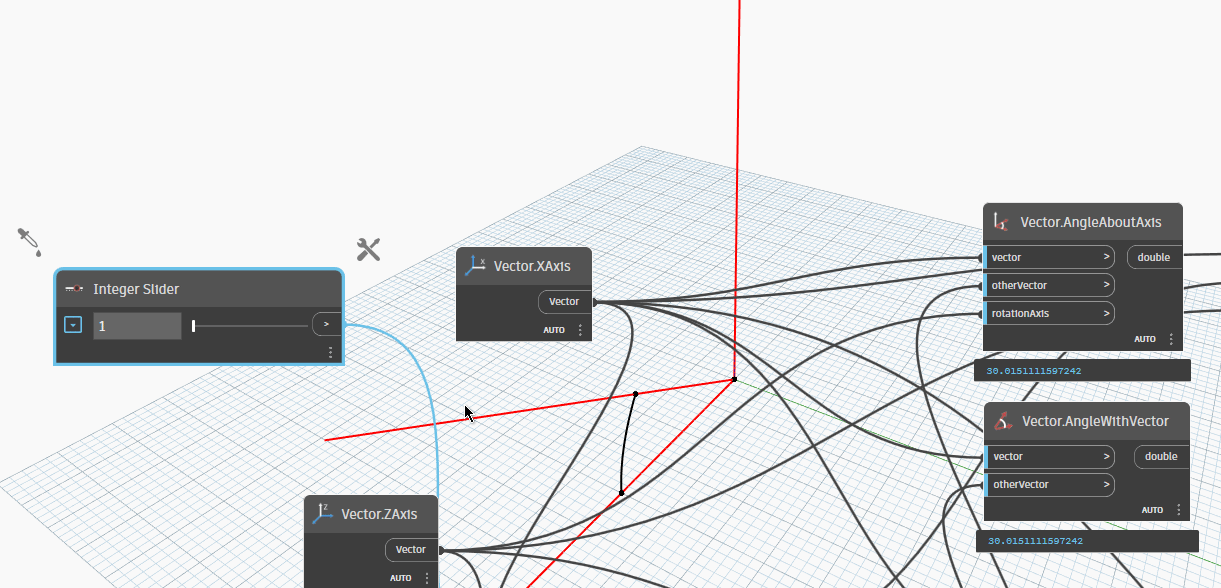 Vector.AngleAboutAxis
vector >
double
otherVector >
rotationAxis >
AUTO
30.0151111597242
X
Vector.XAxis
Vector
AUTO
Integer Slider
1
>
Vector.AngleWithVector
vector >
double
otherVector >
AUTO
30.0151111597242
Z
Vector.ZAxis
Vector
AUTO